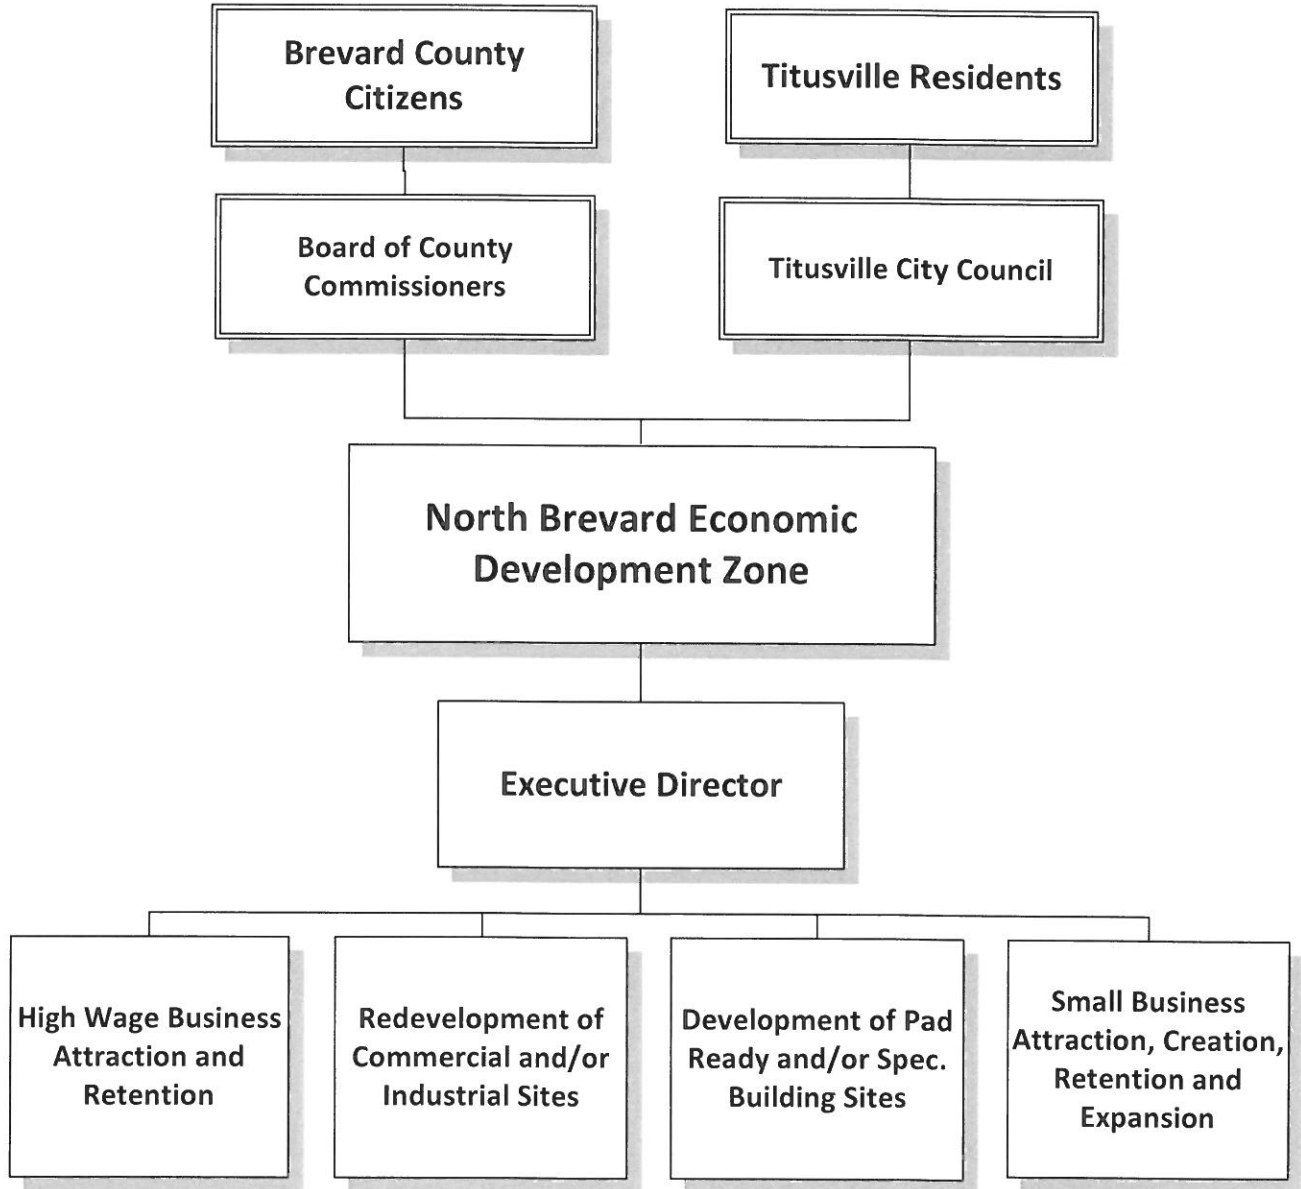 Brevard County
Citizens
Titusville Residents
Board of County
Commissioners
Titusville City Council
North Brevard Economic
Development Zone
Executive Director
High Wage Business
Attraction and
Retention
Redevelopment of
Commercial and/or
Industrial Sites
Development of Pad
Ready and/or Spec.
Building Sites
Small Business
Attraction, Creation,
Retention and
Expansion